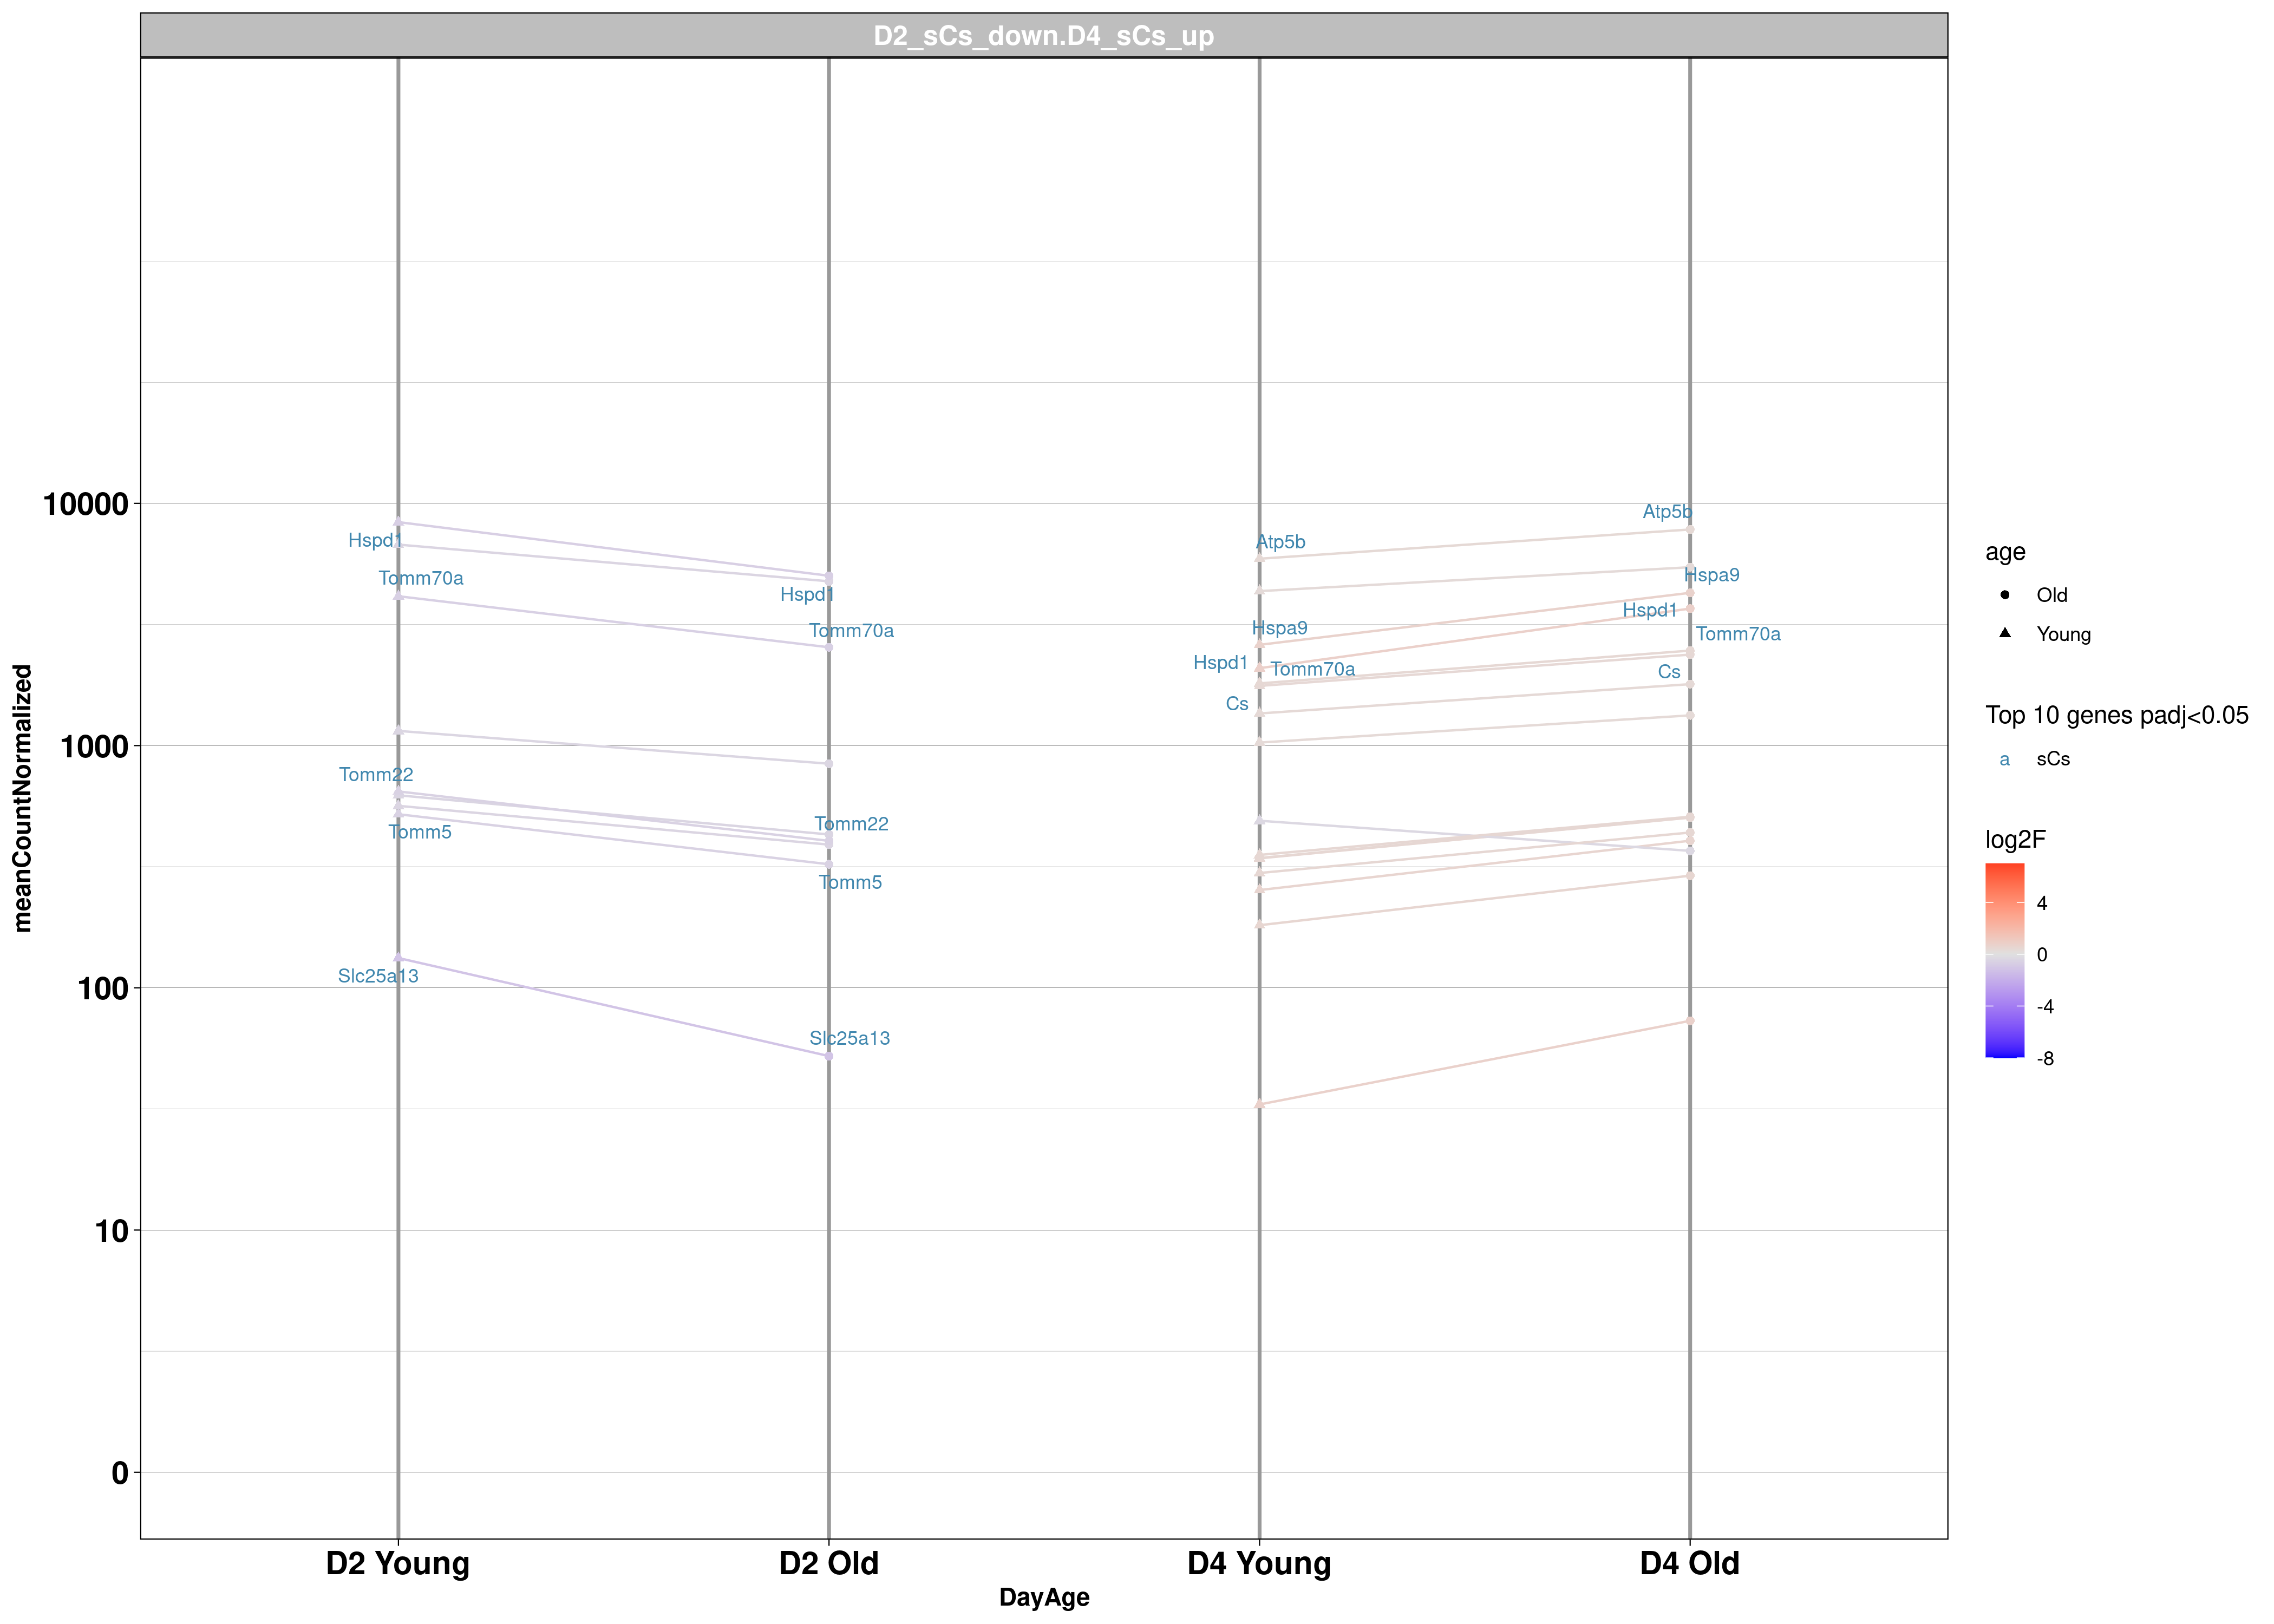 D2_sCs_down.D4_sCs_up
meanCountNormalized
10000
1000
100
10
0
Hspd1
Tomm70a
Tomm22
Tomm5
Slc25a13
Hspd1
Tomm70a
Tomm22
Tomm5
Slc25a13
Atp5b
Hspa9
Hspd1
Tomm70a
Cs
Atp5b
Hspa9
Hspd1
Tomm70a
Cs
D2 Young
D2 Old
D4 Young
D4 Old
DayAge
age
Old
Young
Top 10 genes padj<0.05
a sCs
log2F
4
0
-4
-8